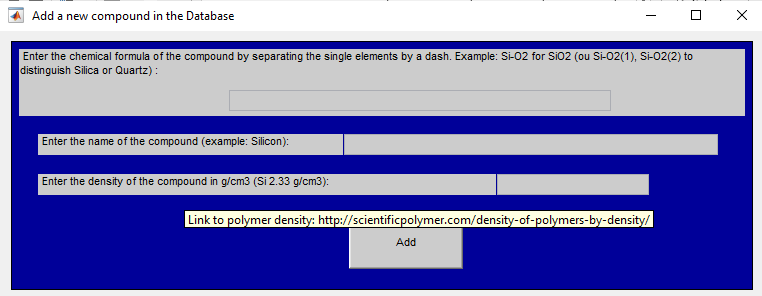 Add a new compound in the Database
Enter the chemical formula of the compound by separating the single elements by a dash. Example: Si-O2 for SiO2 (ou Si-O2(1), Si-O2(2) to
distinguish Silica or Quartz) :
Enter the name of the compound (example: Silicon):
Enter the density of the compound in g/cm3 (Si 2.33 g/cm3):
Link to polymer density: http://scientificpolymer.com/density-of-polymers-by-density/
Add